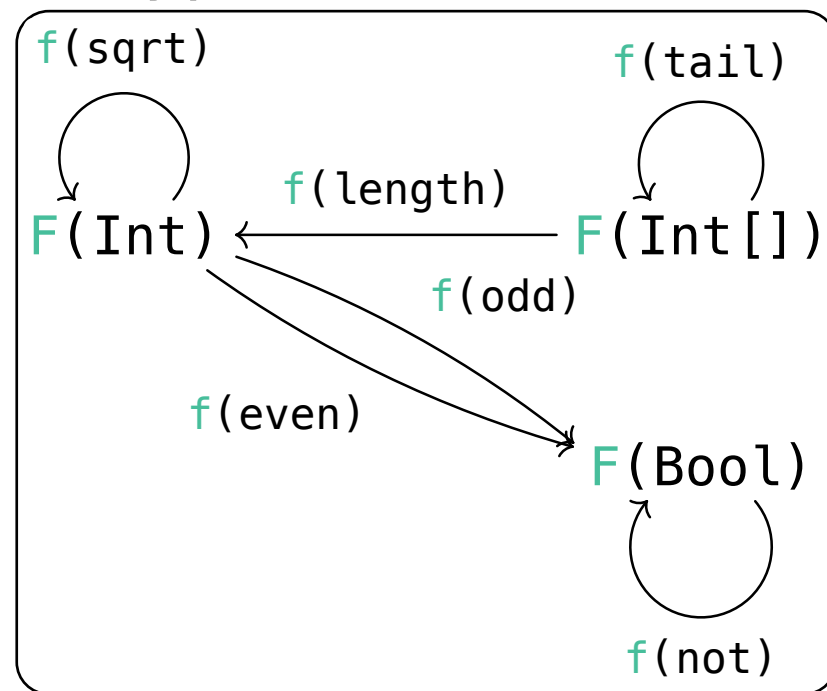 f(sqrt)
f(tail)
f(length)
F(Int)
F(Int[])
f(odd)
f(even)
F(Bool)
f(not)